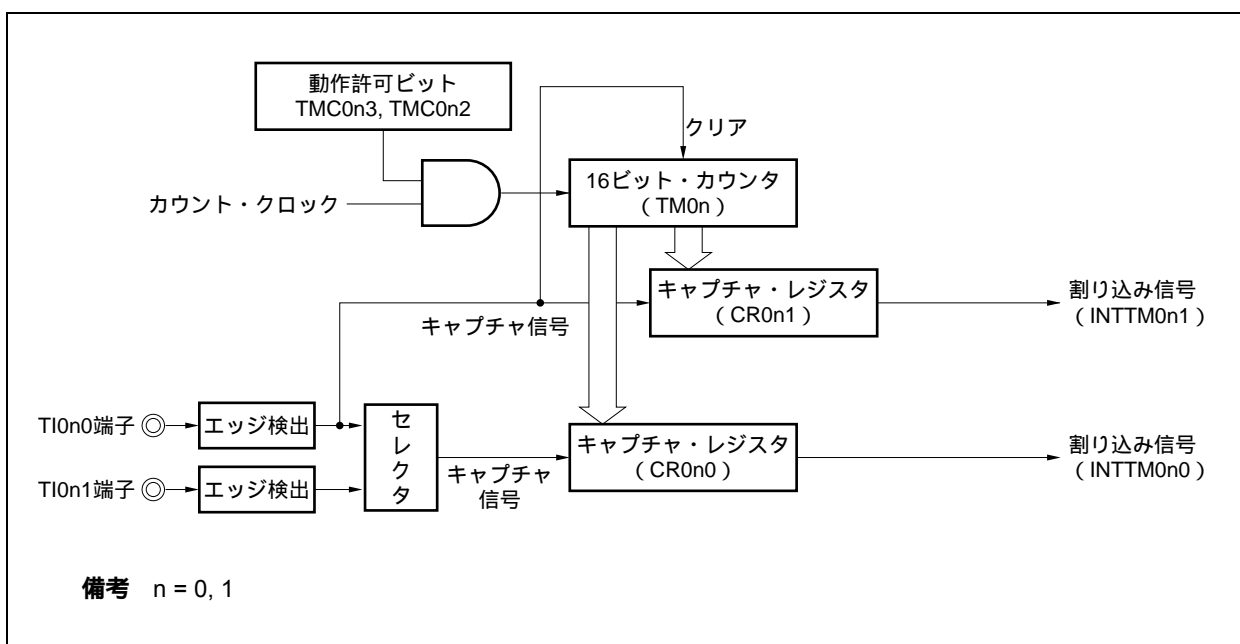 動作許可ビット
TMC0n3, TMC0n2
クリア
カウント・クロック
16ビット・カウンタ
（TM0n）
キャプチャ信号
キャプチャ・レジスタ
（CR0n1）
割り込み信号
（INTTM0n1）
TI0n0端子
エッジ検出
TI0n1端子
エッジ検出
セレクタ
キャプチャ
信号
キャプチャ・レジスタ
（CR0n0）
割り込み信号
（INTTM0n0）
備考 n = 0, 1